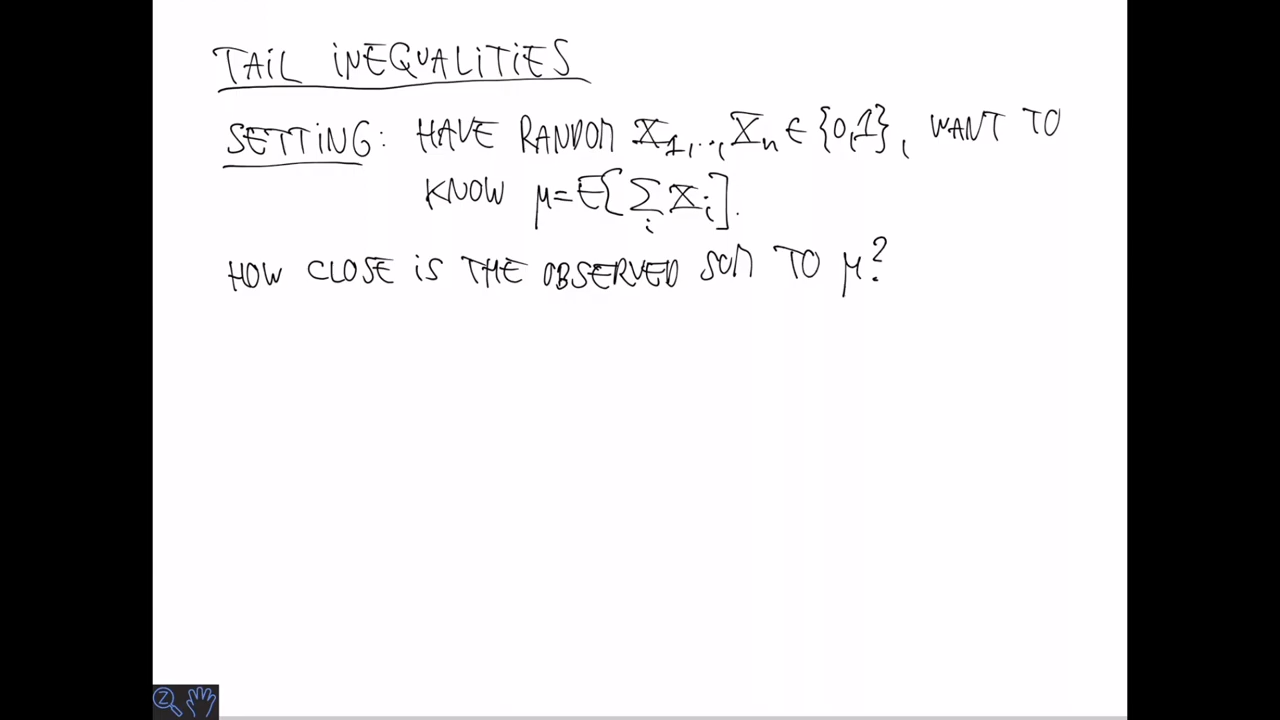 TAIL INEQUALITIES
SETTING: HAVE RANDOM X₁,...,Xₙ ∈ {0,1}, WANT TO
KNOW μ=E[∑ᵢ Xᵢ].
HOW CLOSE IS THE OBSERVED SUM TO μ?
Z